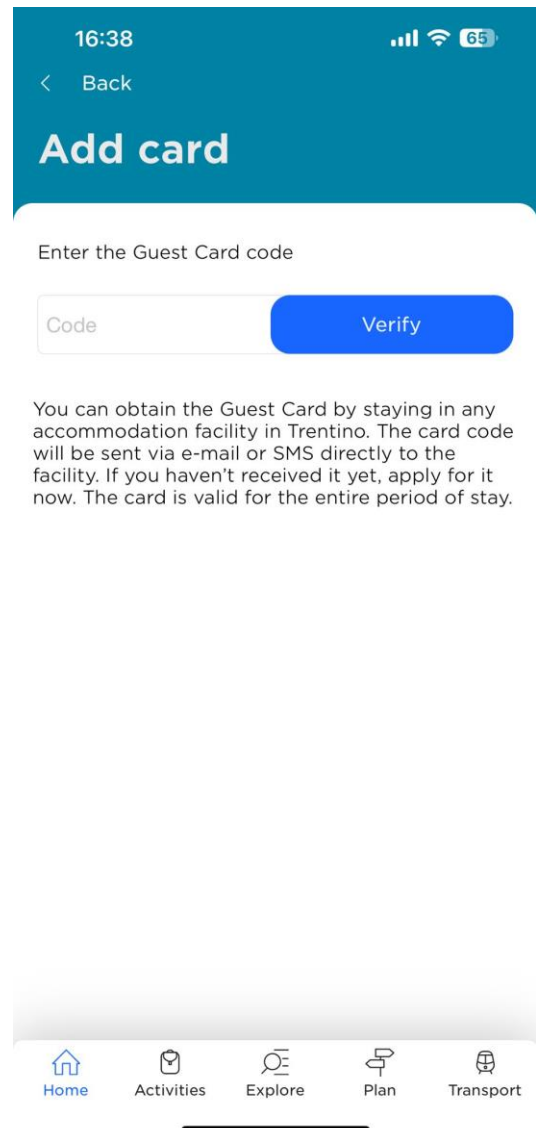 16:38
65
Back
Add card
Enter the Guest Card code
Code
Verify
You can obtain the Guest Card by staying in any
accommodation facility in Trentino. The card code
will be sent via e-mail or SMS directly to the
facility. If you haven't received it yet, apply for it
now. The card is valid for the entire period of stay.
Home
Activities
Explore
Plan
Transport